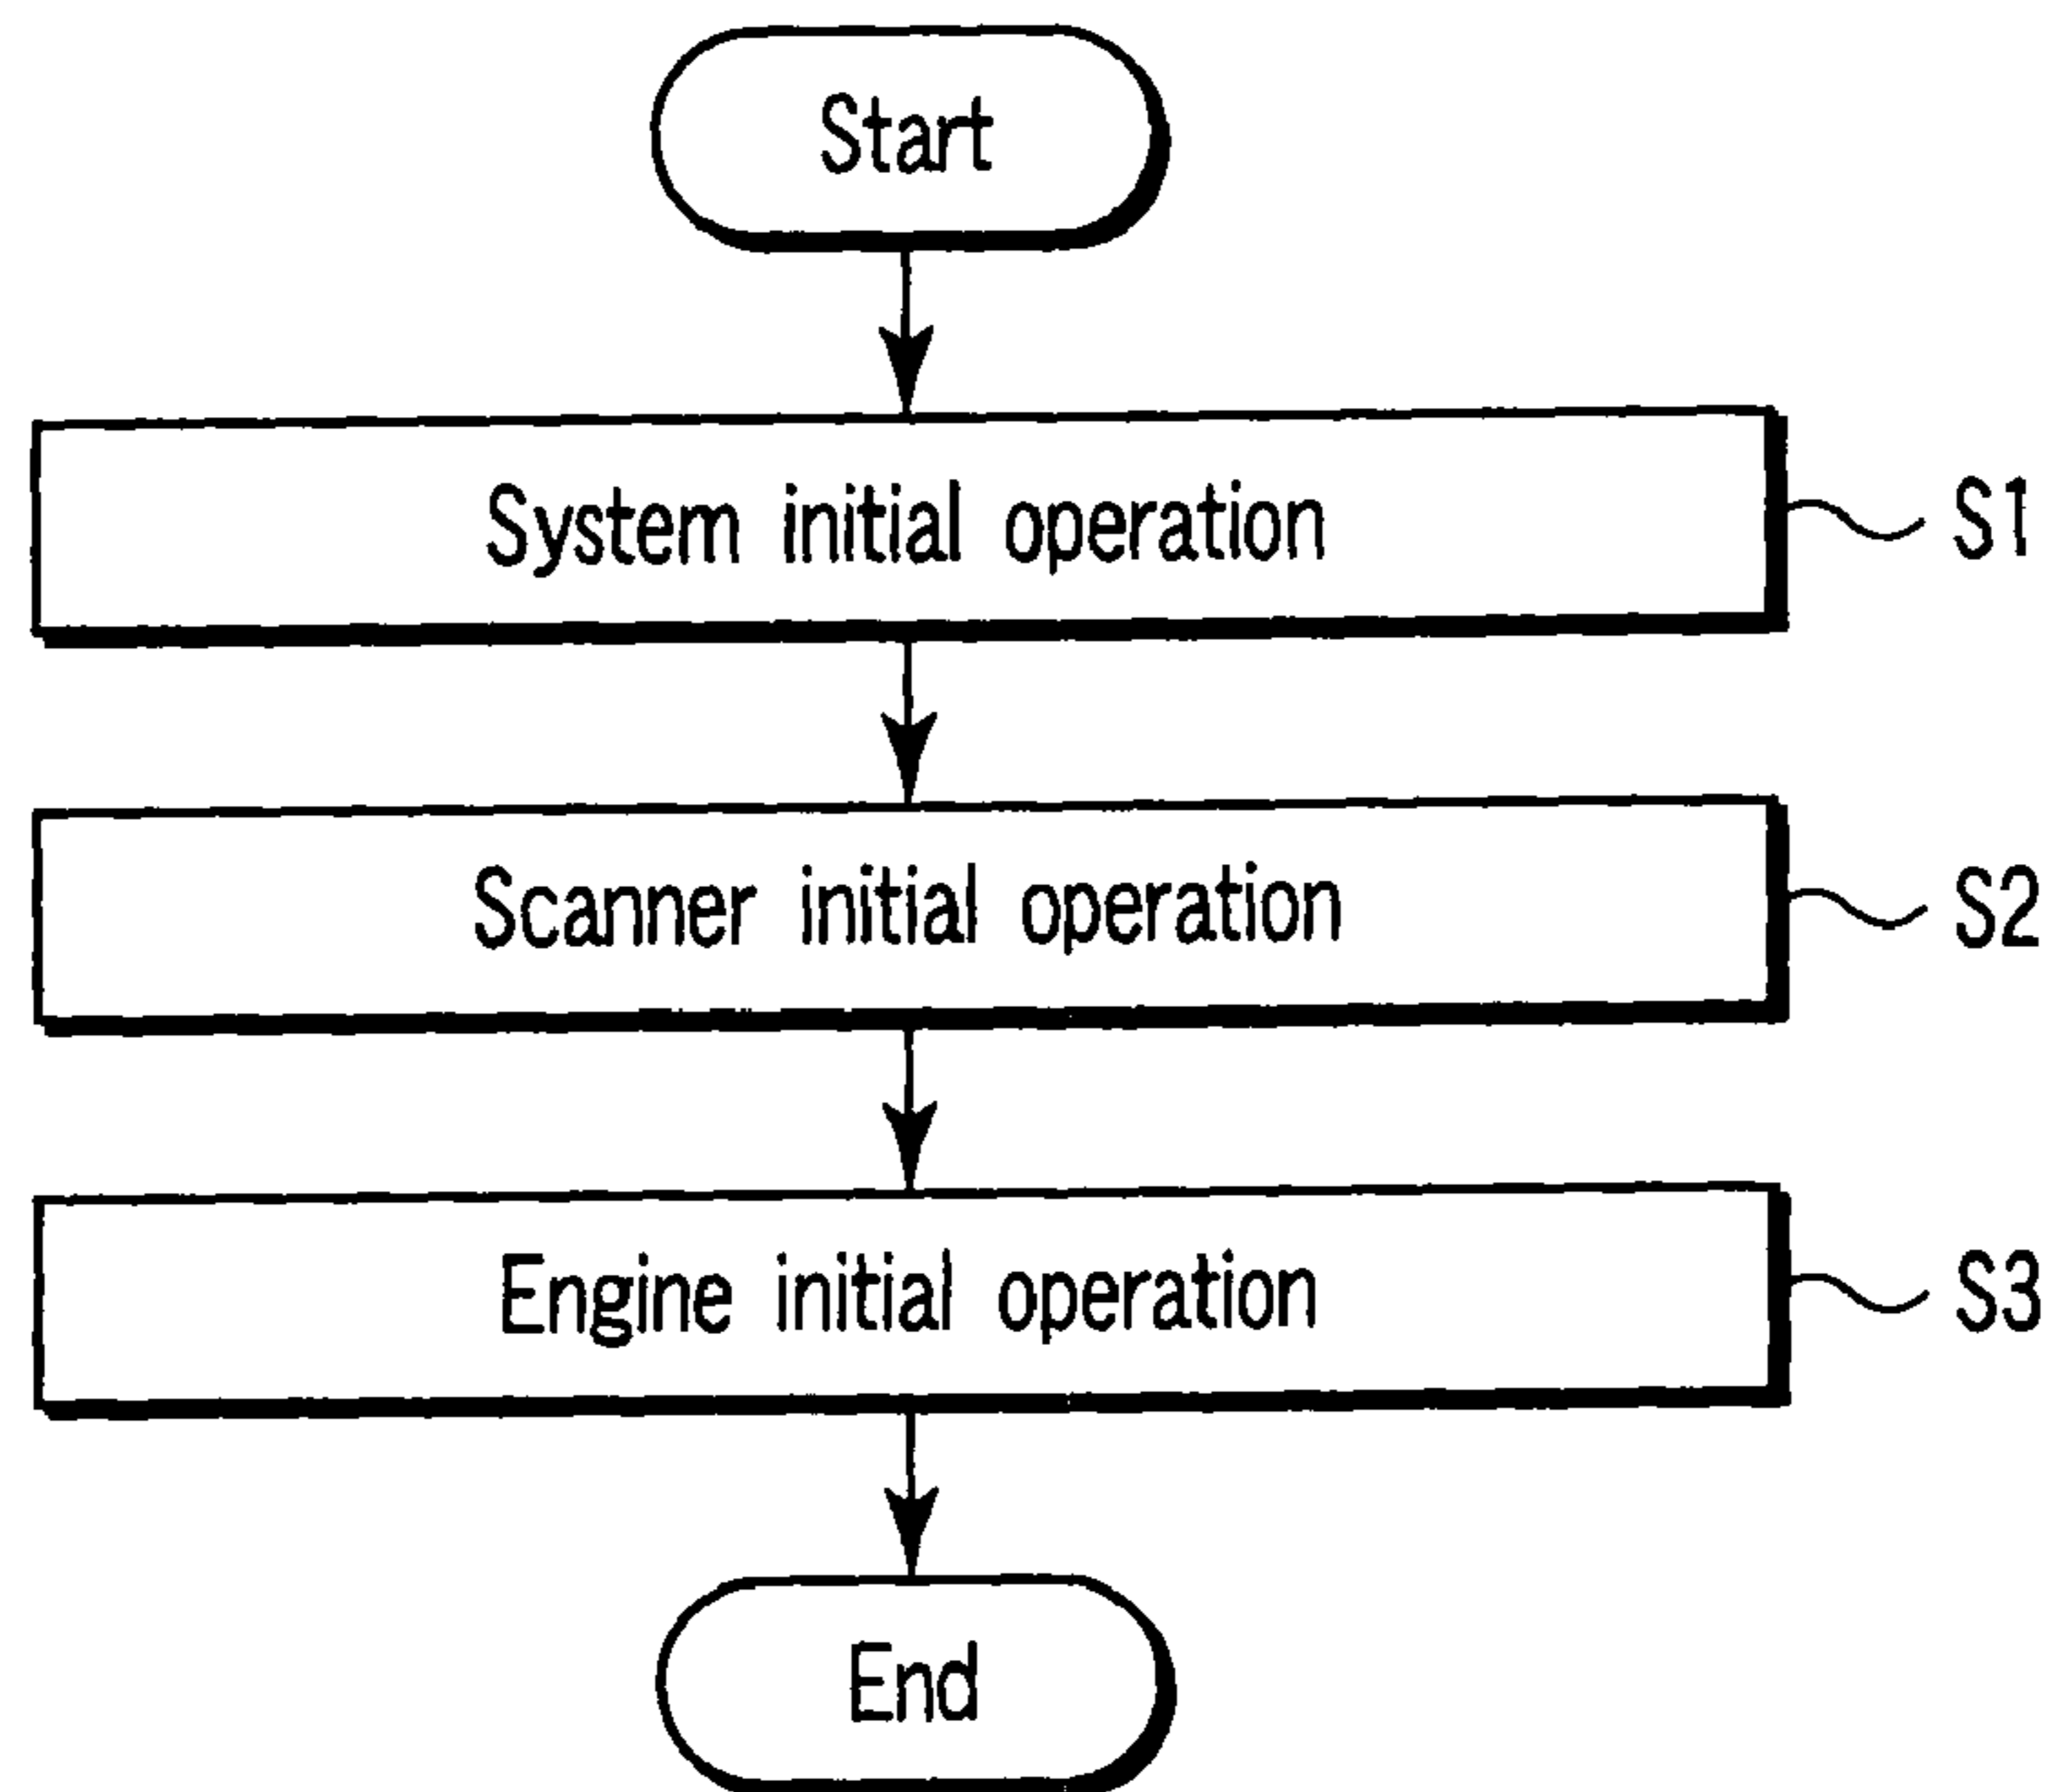 Start
System initial operation
S1
Scanner initial operation
S2
Engine initial operation
S3
End